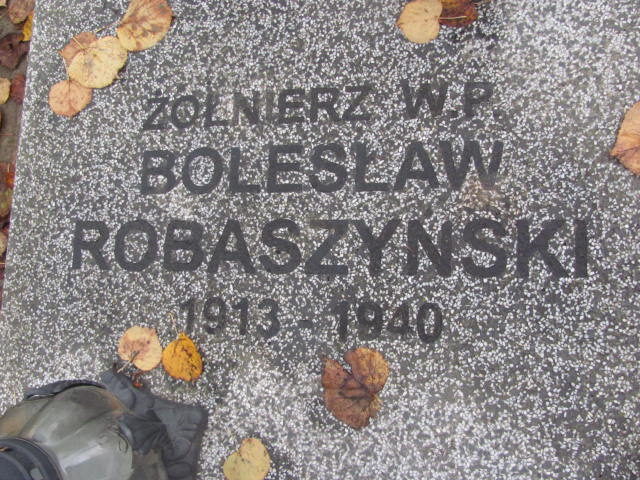 ŻOŁNIERZ W.P.
BOLESŁAW
ROBASZYŃSKI
1913-1940